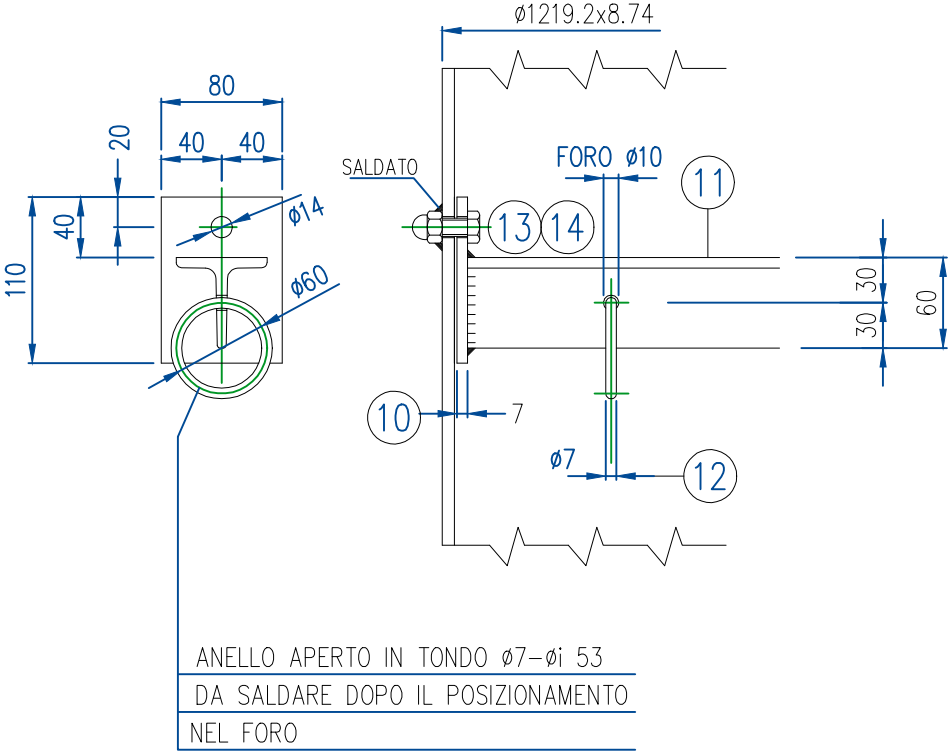 ø1219.2x8.74
80
20
40 40
SALDATO
FORO ø10
11
ø14
40
13 14
110
ø60
30
60
30
10
7
ø7
12
ANELLO APERTO IN TONDO ø7-øi 53
DA SALDARE DOPO IL POSIZIONAMENTO
NEL FORO